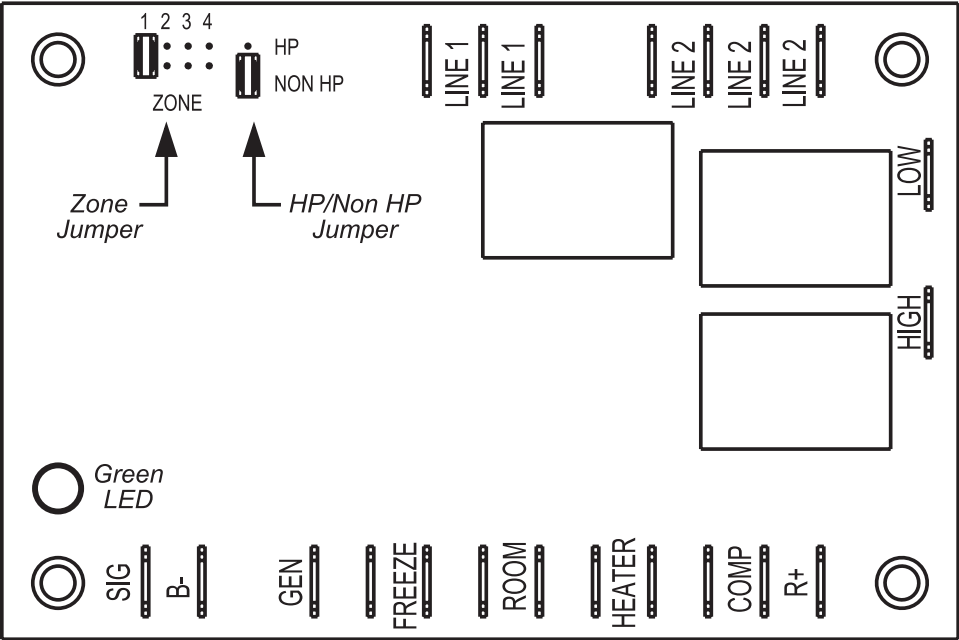 1 2 3 4
HP
NON HP
ZONE
Zone
Jumper
HP/Non HP
Jumper
LINE 1
LINE 1
LINE 2
LINE 2
LINE 2
LOW
HIGH
Green
LED
SIG
B-
GEN
FREEZE
ROOM
HEATER
COMP
R+